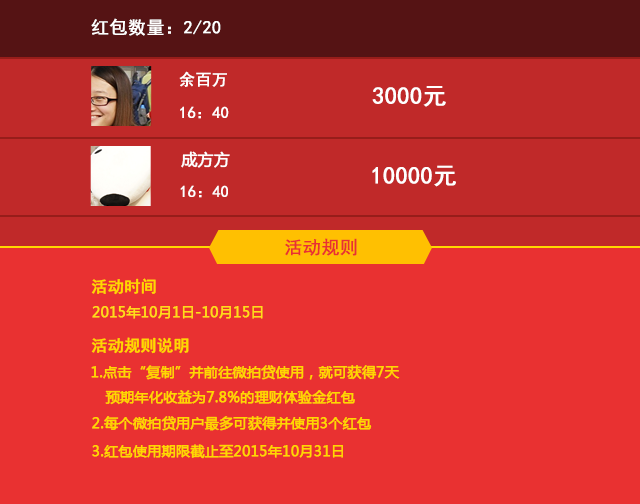 红包数量：2/20
余百万
3000元
16：40
成方方
10000元
16：40
活动规则
活动时间
2015年10月1日-10月15日
活动规则说明
1.点击“复制”并前往微拍贷使用，就可获得7天
预期年化收益为7.8%的理财体验金红包
2.每个微拍贷用户最多可获得并使用3个红包
3.红包使用期限截止至2015年10月31日